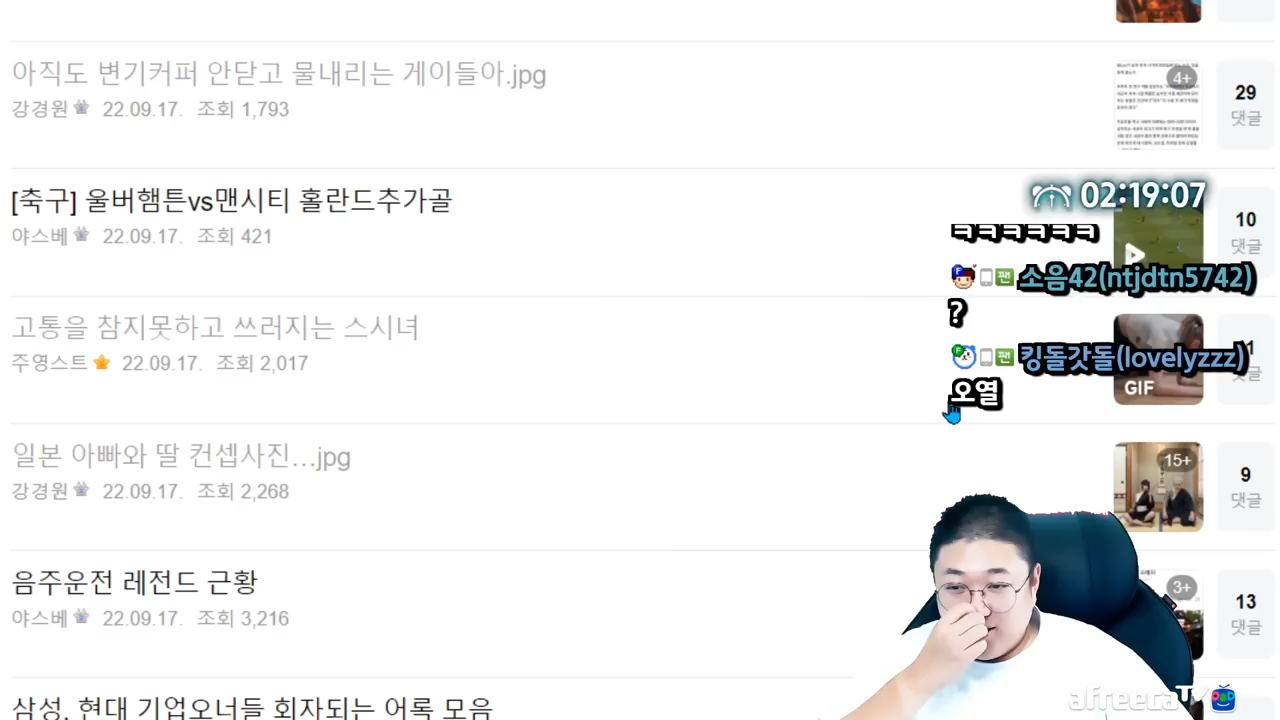 아직도 변기커퍼 안닫고 물내리는 게이들아.jpg
강경원 22.09.17. 조회 1,793
4+
29
댓글
[축구] 울버햄튼vs맨시티 홀란드추가골
야스베 22.09.17. 조회 421
10
댓글
02:19:07
ㅋㅋㅋㅋㅋㅋ
F 팬 소음42(ntjdtn5742)
?
고통을 참지못하고 쓰러지는 스시녀
주영스트 22.09.17. 조회 2,017
GIF
F 팬 킹돌갓돌(lovelyzzz)
오열
일본 아빠와 딸 컨셉사진...jpg
강경원 22.09.17. 조회 2,268
15+
9
댓글
음주운전 레전드 근황
야스베 22.09.17. 조회 3,216
3+
13
댓글
삼성, 현대 기업오너들 회자되는 어록 모음
afreecaTV